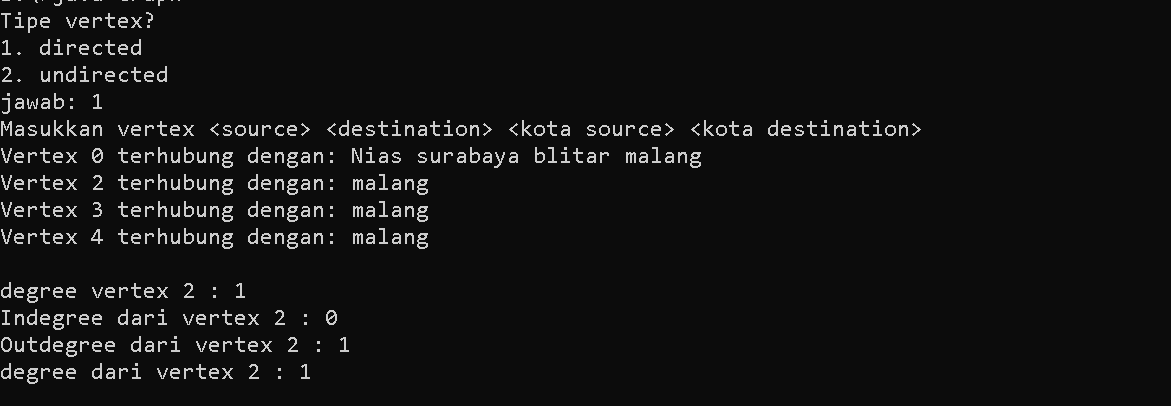 Tipe vertex?
1. directed
2. undirected
jawab: 1
Masukkan vertex <source> <destination> <kota source> <kota destination>
Vertex 0 terhubung dengan: Nias surabaya blitar malang
Vertex 2 terhubung dengan: malang
Vertex 3 terhubung dengan: malang
Vertex 4 terhubung dengan: malang
degree vertex 2 : 1
Indegree dari vertex 2 : 0
Outdegree dari vertex 2 : 1
degree dari vertex 2 : 1